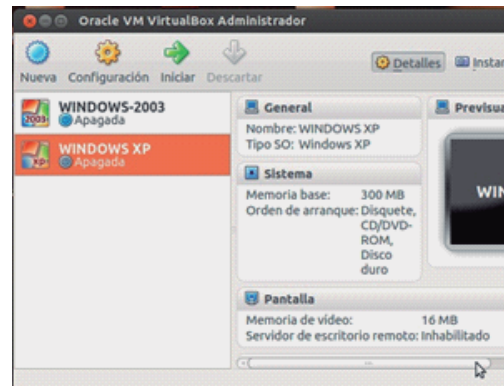 Oracle VM VirtualBox Administrador
Nueva Configuración Iniciar Descartar
Detalles
WINDOWS-2003
Apagada
WINDOWS XP
Apagada
General
Nombre: WINDOWS XP
Tipo SO: Windows XP
Sistema
Memoria base: 300 MB
Orden de arranque: Disquete,
CD/DVD-
ROM,
Disco
duro
Pantalla
Memoria de vídeo: 16 MB
Servidor de escritorio remoto: Inhabilitado
Previsua
WIN